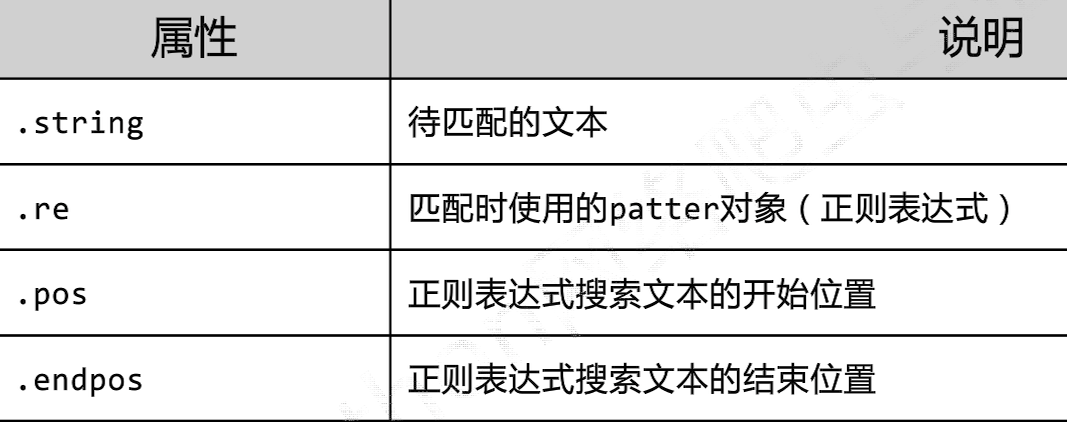 属性 说明
.string 待匹配的文本
.re 匹配时使用的patter对象（正则表达式）
.pos 正则表达式搜索文本的开始位置
.endpos 正则表达式搜索文本的结束位置